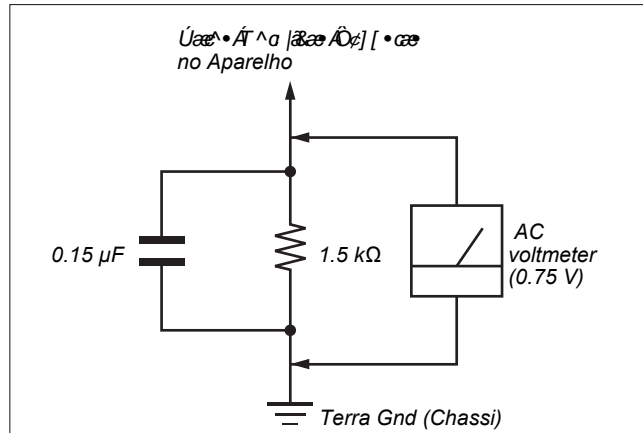 no Aparelho
0.15 µF
1.5 kΩ
AC
voltmeter
(0.75 V)
Terra Gnd (Chassi)